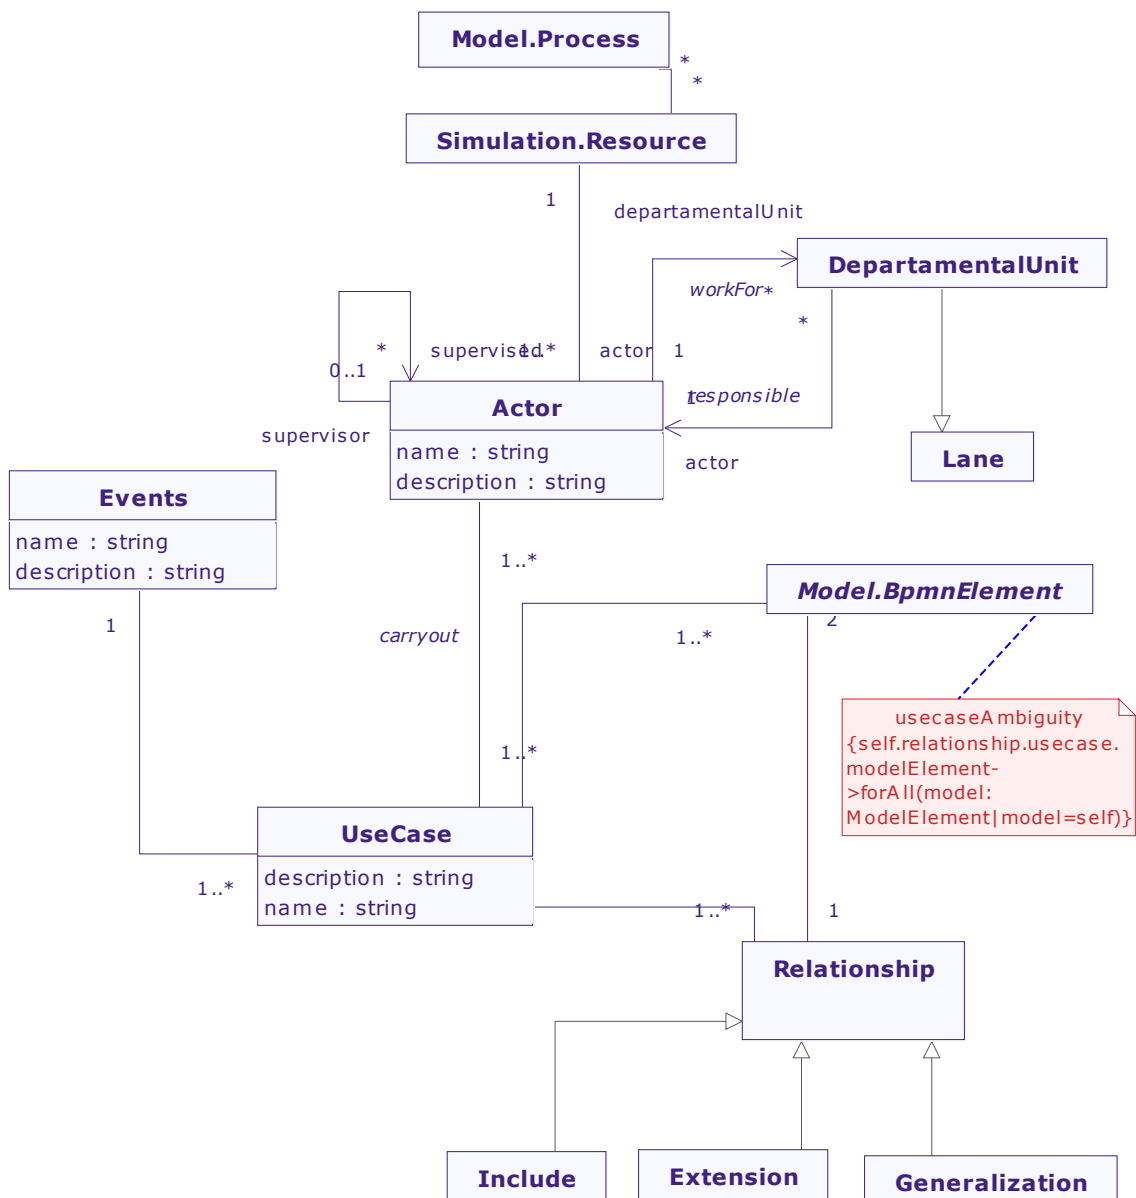 Model.Process
*
*
Simulation.Resource
1
departamentalUnit
DepartamentalUnit
workFor
*
*
*
supervised
1..*
actor
1
0..1
Actor
1
responsible
supervisor
name : string
description : string
actor
Lane
Events
name : string
description : string
1..*
Model.BpmnElement
1
carryout
1..*
2
usecaseAmbiguity
{self.relationship.usecase.
modelElement-
>forAll(model:
ModelElement|model=self)}
1..*
UseCase
description : string
name : string
1..*
1..*
1
Relationship
Include
Extension
Generalization